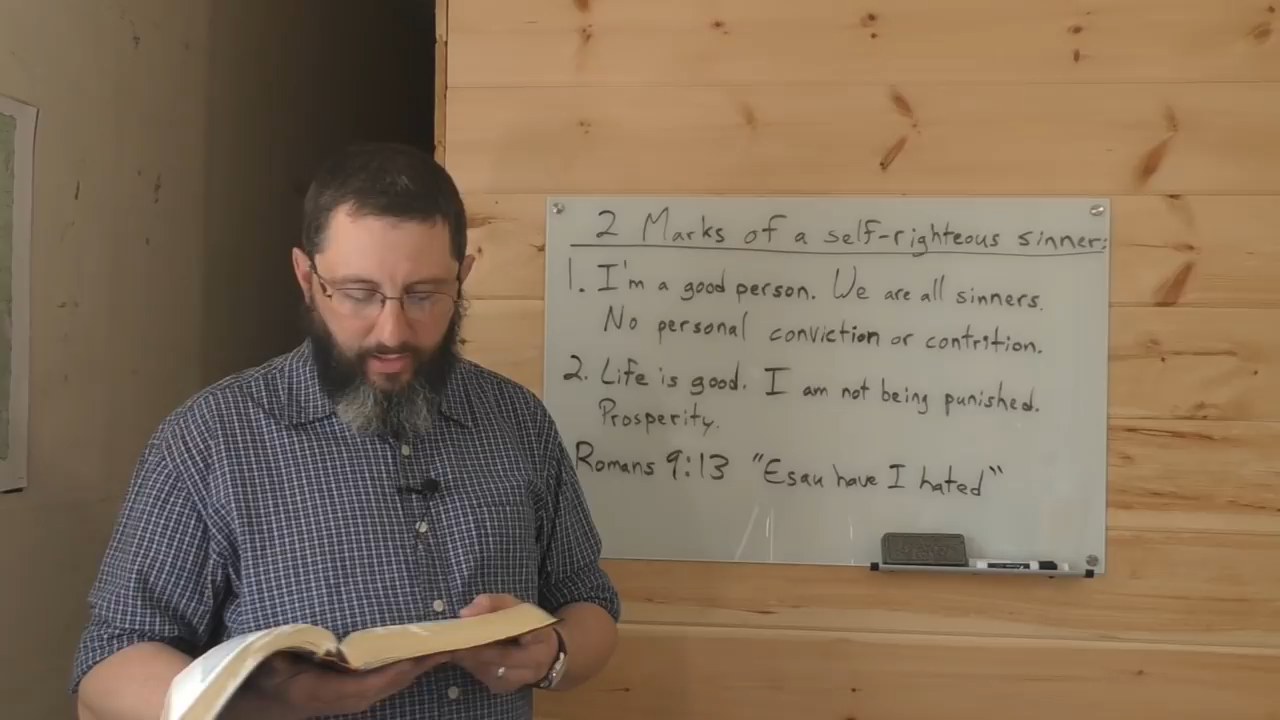 2 Marks of a self-righteous sinner:
1. I'm a good person. We are all sinners.
No personal conviction or contrition.
2. Life is good. I am not being punished.
Prosperity.
Romans 9:13 "Esau have I hated"